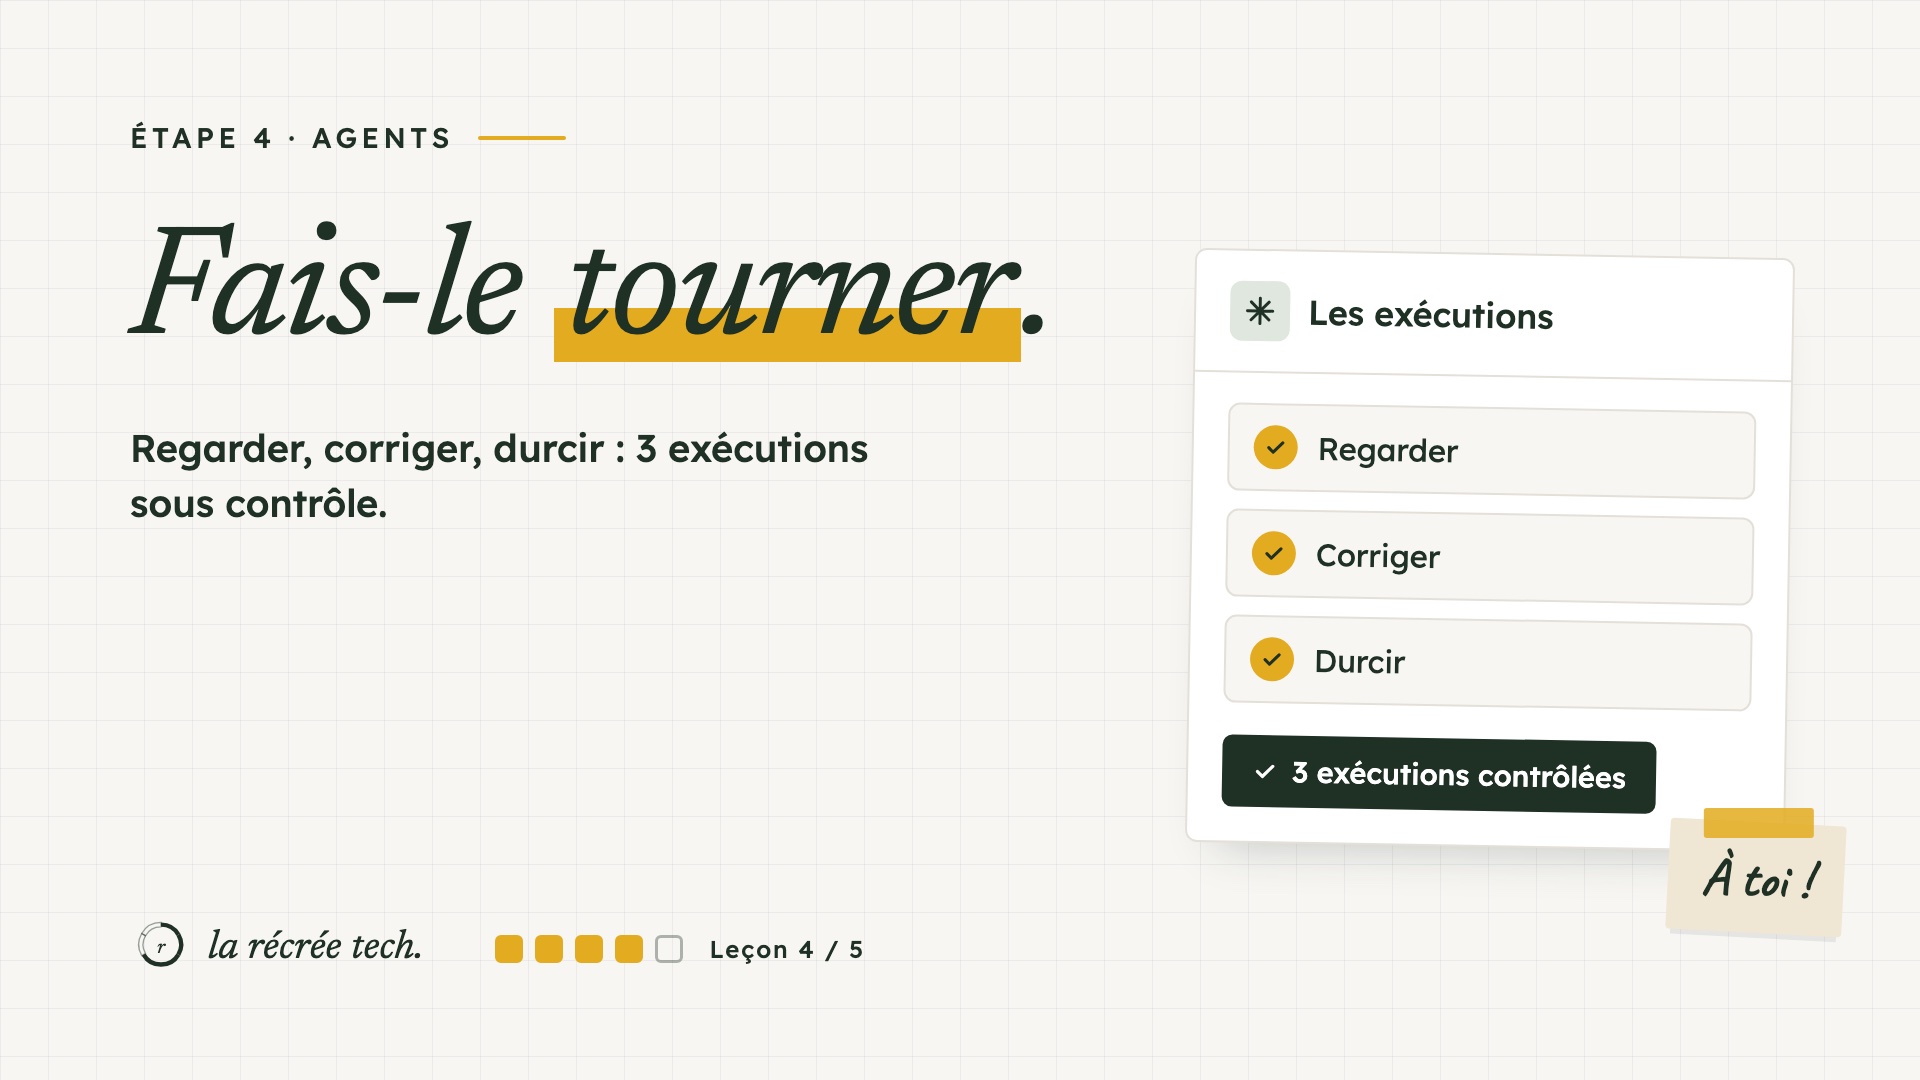 ÉTAPE 4 · AGENTS
Fais-le tourner.
Regarder, corriger, durcir : 3 exécutions
sous contrôle.
Les exécutions
Regarder
Corriger
Durcir
3 exécutions contrôlées
À toi !
r
la récrée tech.
Leçon 4 / 5